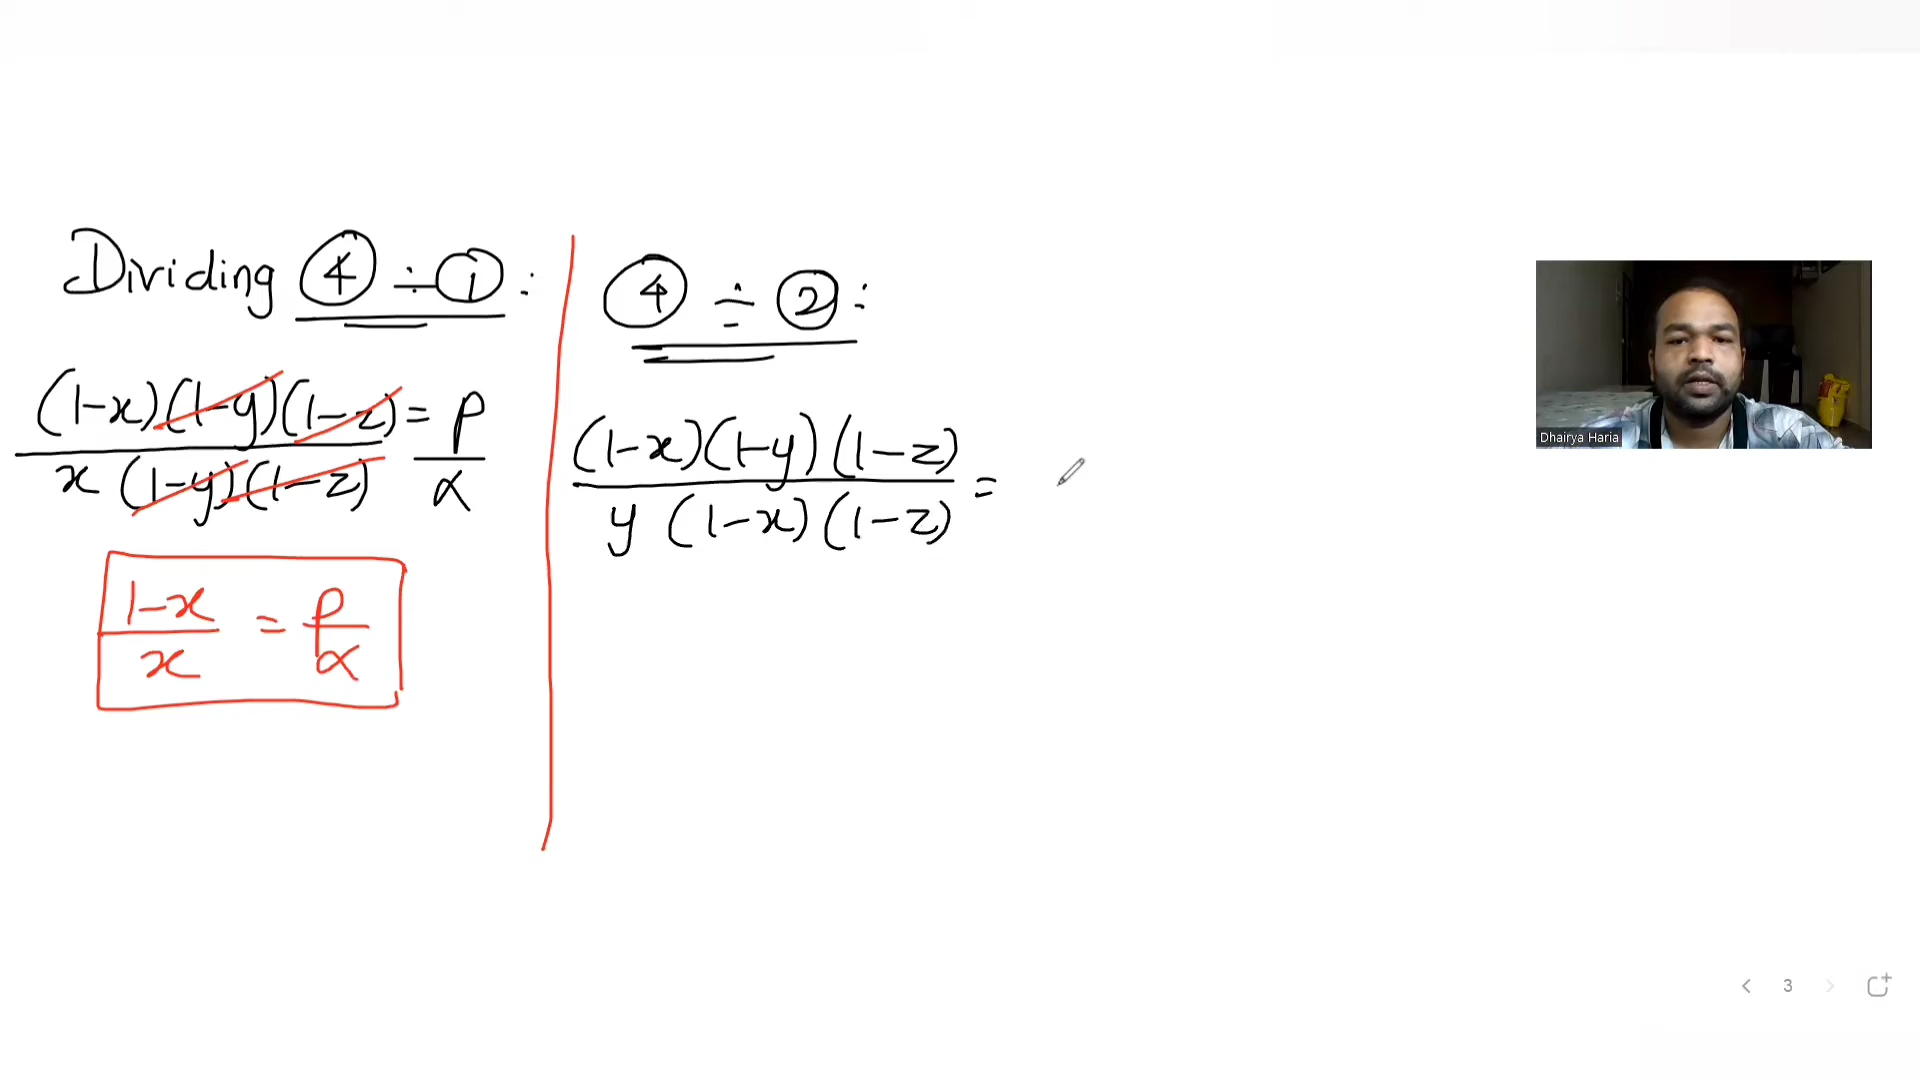 Dividing ④ ÷ ① :
(1-x)(1-y)(1-z) = p
x (1-y)(1-z) α
1-x = p
x α
④ ÷ ② :
(1-x)(1-y)(1-z) =
y (1-x)(1-z)
Dhairya Haria
3